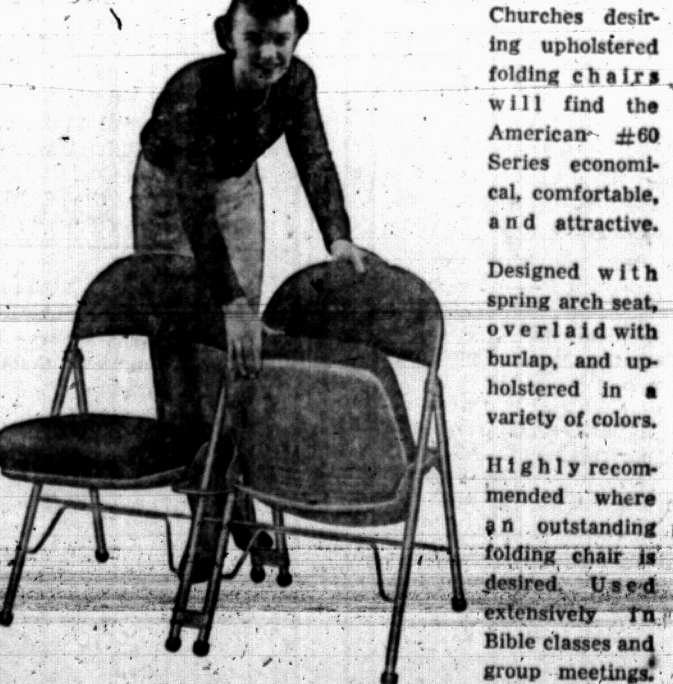 Churches desir-
ing upholstered
folding chairs
will find the
American #60
Series economi-
cal, comfortable,
and attractive.
Designed with
spring arch seat,
overlaid with
burlap, and up-
holstered in a
variety of colors.
Highly recom-
mended where
an outstanding
folding chair is
desired. Used
extensively in
Bible classes and
group meetings.